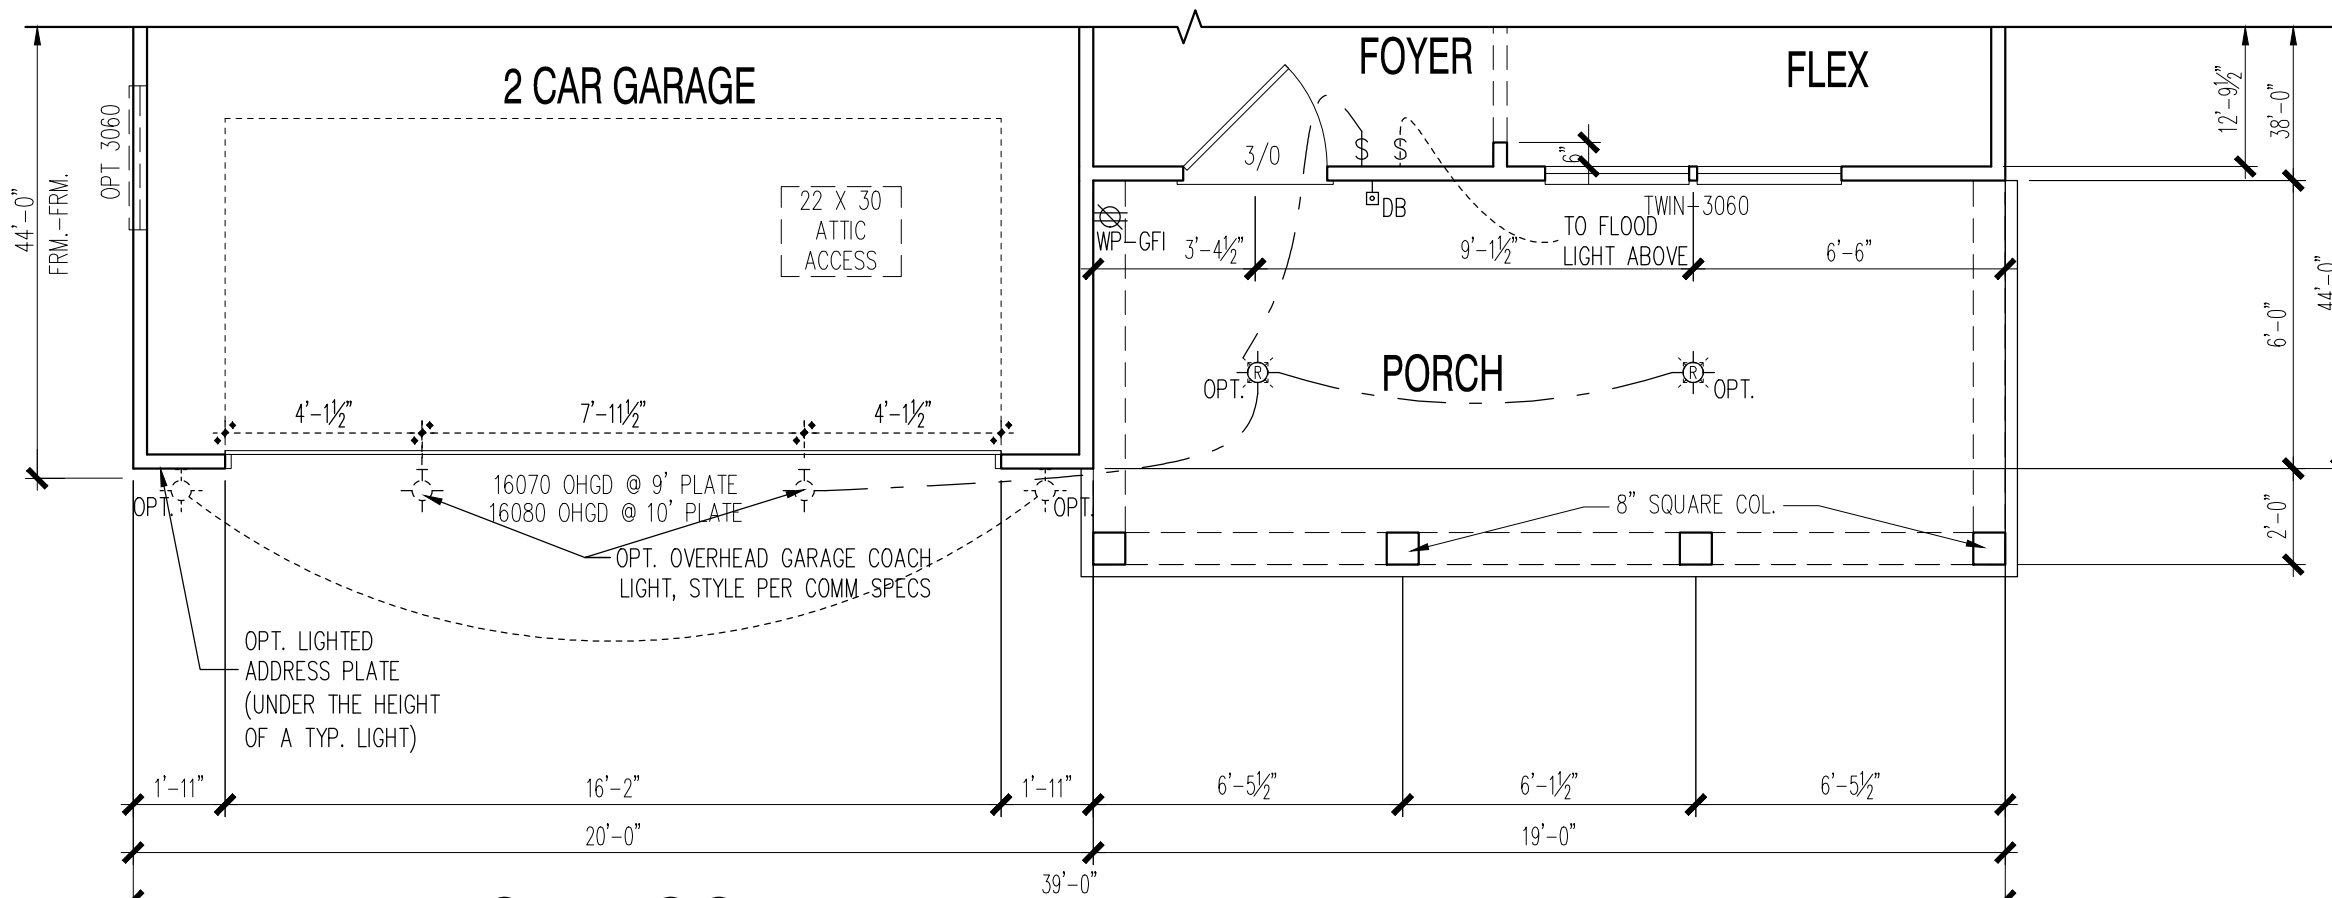 2 CAR GARAGE
FOYER
FLEX
OPT 3060
44'-0"
FRM.-FRM.
3/0
S
S
6"
12'-9½"
38'-0"
22 X 30
ATTIC
ACCESS
DB
TWIN-3060
WP-GFI
TO FLOOD
LIGHT ABOVE
3'-4½"
9'-1½"
6'-6"
44'-0"
6'-0"
PORCH
R
OPT.
R
OPT.
4'-1½"
7'-11½"
4'-1½"
16070 OHGD @ 9' PLATE
16080 OHGD @ 10' PLATE
OPT.
OPT.
8" SQUARE COL.
2'-0"
OPT. OVERHEAD GARAGE COACH
LIGHT, STYLE PER COMM SPECS
OPT. LIGHTED
ADDRESS PLATE
(UNDER THE HEIGHT
OF A TYP. LIGHT)
1'-11"
16'-2"
1'-11"
6'-5½"
6'-1½"
6'-5½"
20'-0"
19'-0"
39'-0"